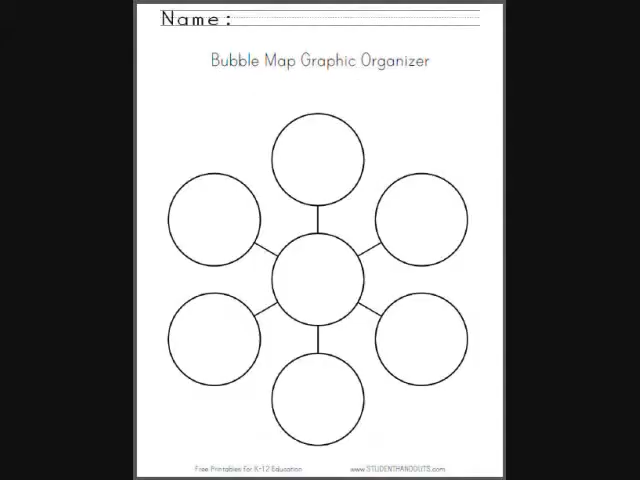 Name:
Bubble Map Graphic Organizer
Free Printables for K-12 Education www.STUDENTHANDOUTS.com